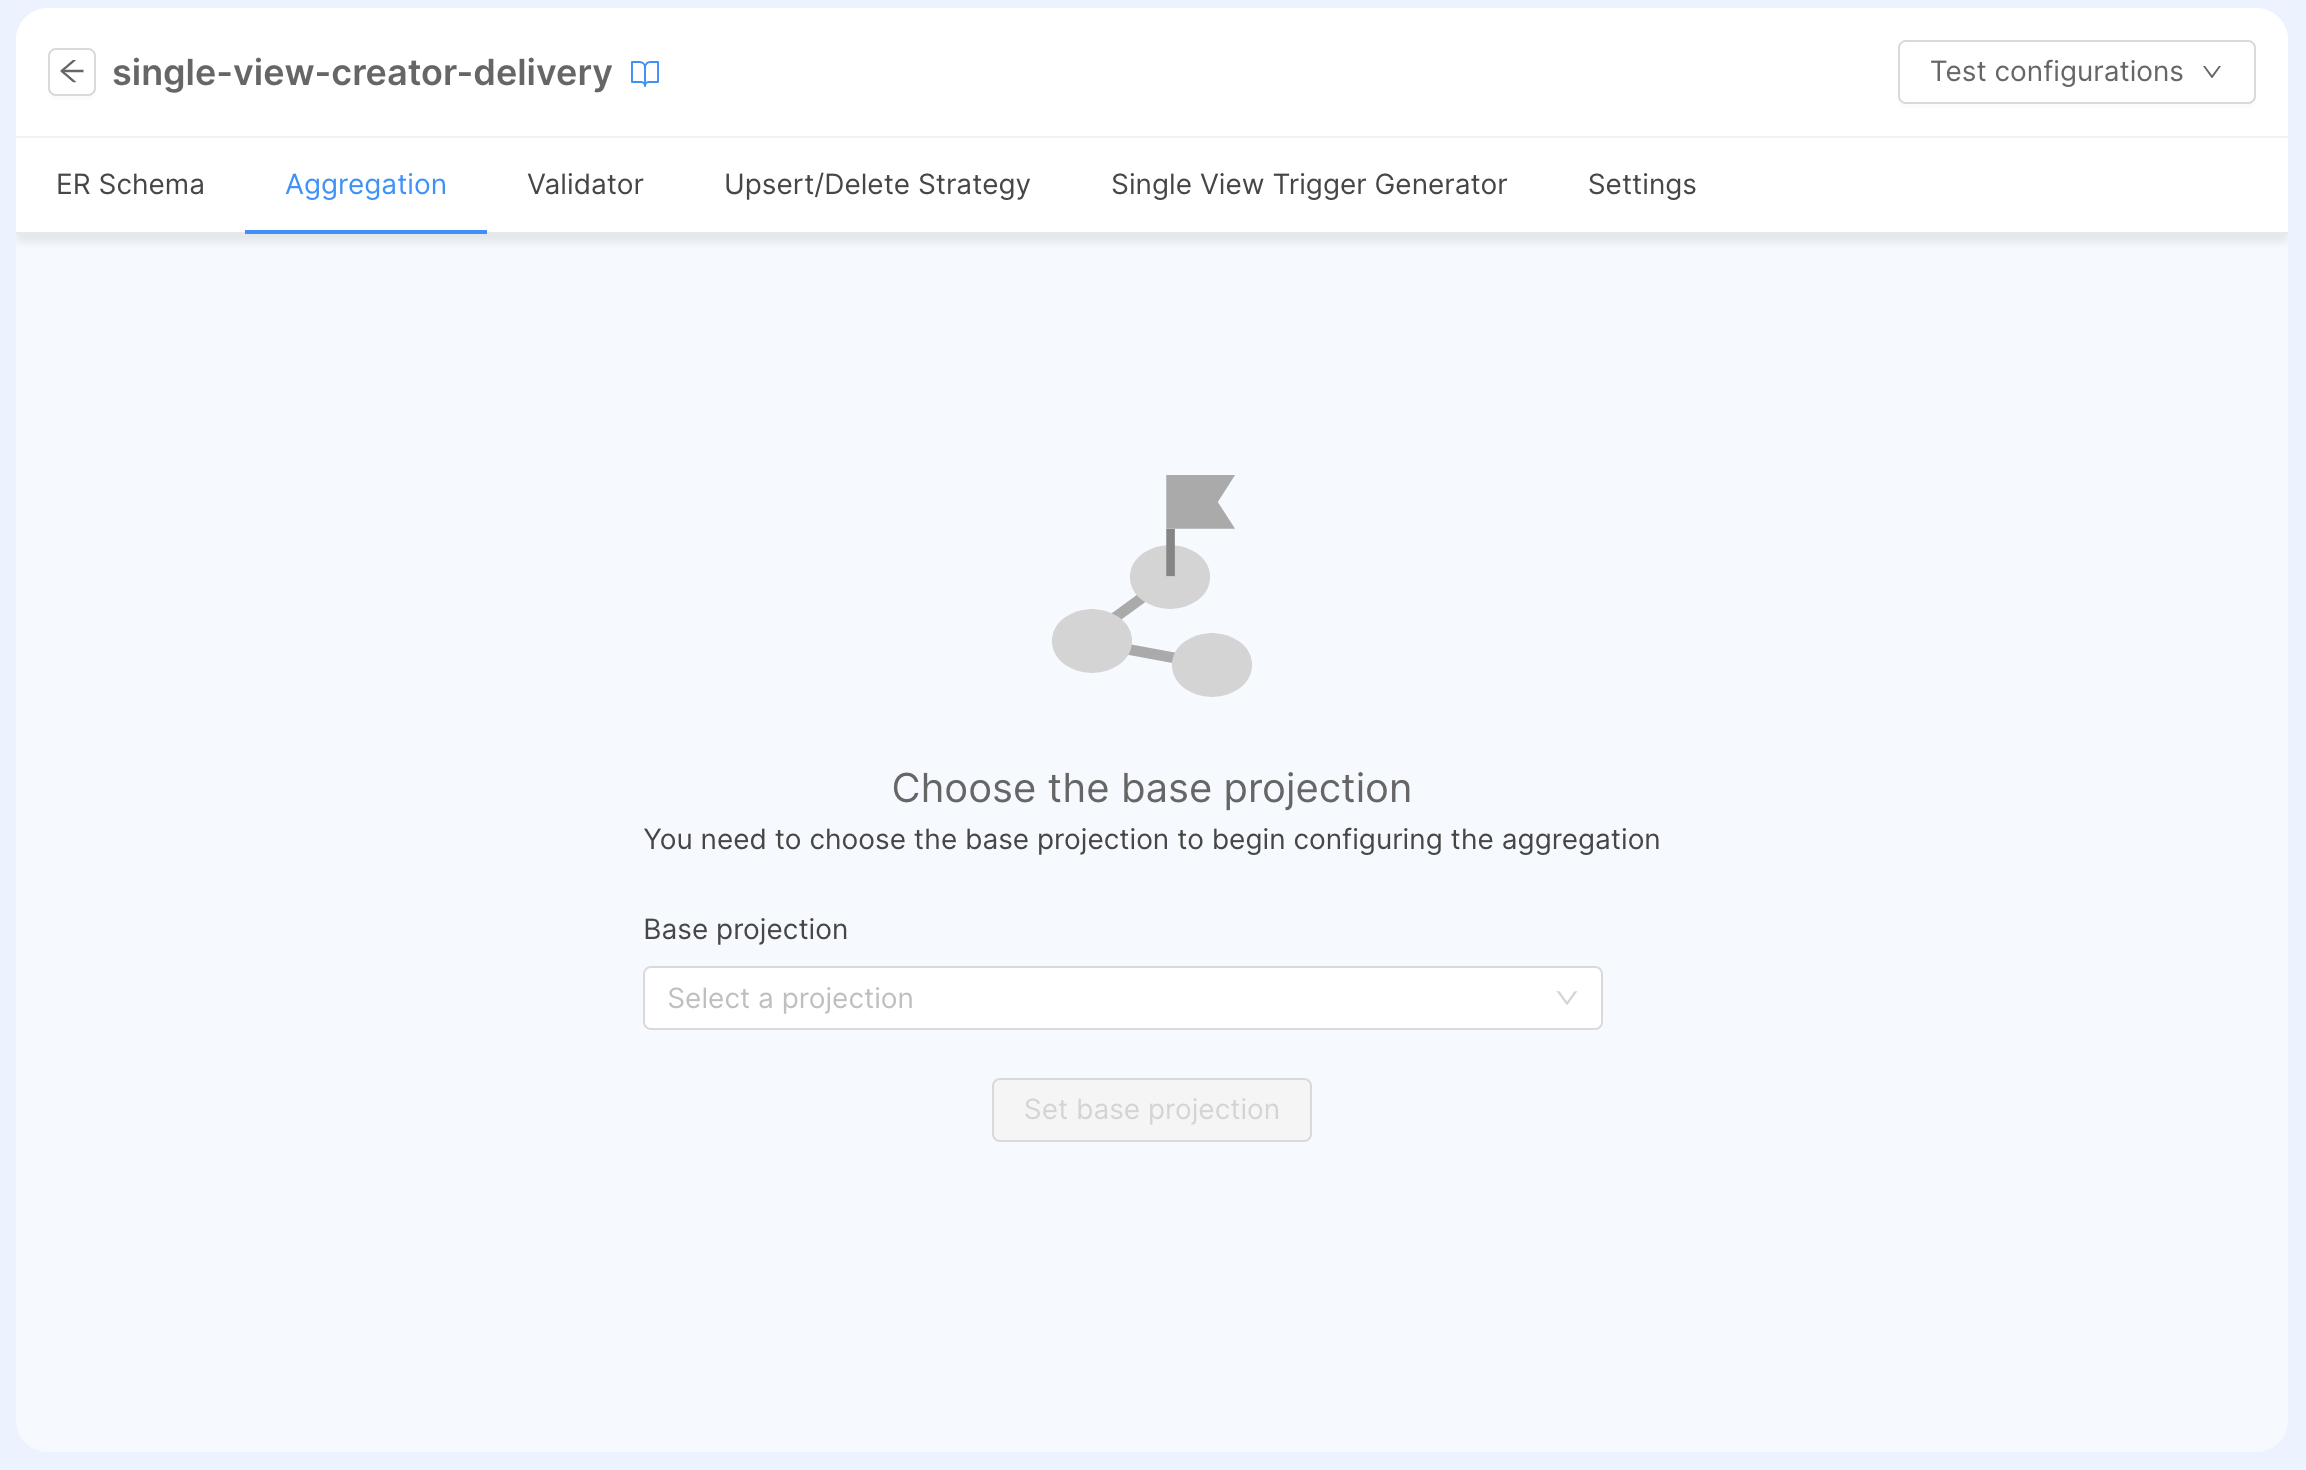 single-view-creator-delivery
Test configurations
ER Schema
Aggregation
Validator
Upsert/Delete Strategy
Single View Trigger Generator
Settings
Choose the base projection
You need to choose the base projection to begin configuring the aggregation
Base projection
Select a projection
Set base projection